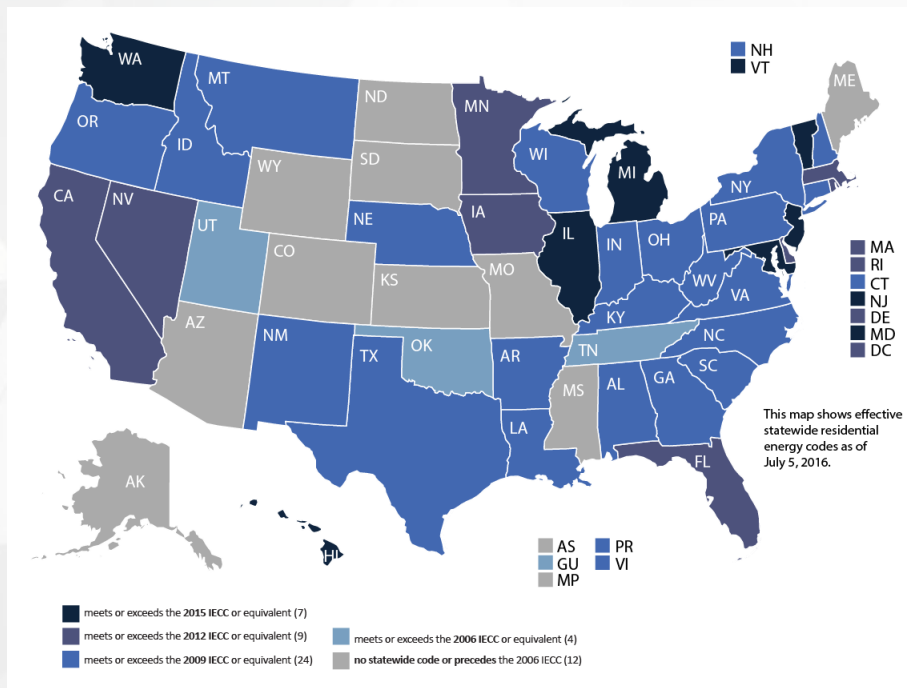 NH
VT
WA
MT
ND
MN
ME
OR
ID
WY
SD
WI
MI
NY
CA
NV
UT
NE
IA
IL
IN
OH
PA
CO
KS
MO
WV
VA
KY
AZ
NM
TX
OK
AR
TN
NC
SC
MS
AL
GA
LA
FL
AK
HI
MA
RI
CT
NJ
DE
MD
DC
This map shows effective
statewide residential
energy codes as of
July 5, 2016.
AS
PR
GU
VI
MP
meets or exceeds the 2015 IECC or equivalent (7)
meets or exceeds the 2012 IECC or equivalent (9)
meets or exceeds the 2009 IECC or equivalent (24)
meets or exceeds the 2006 IECC or equivalent (4)
no statewide code or precedes the 2006 IECC (12)